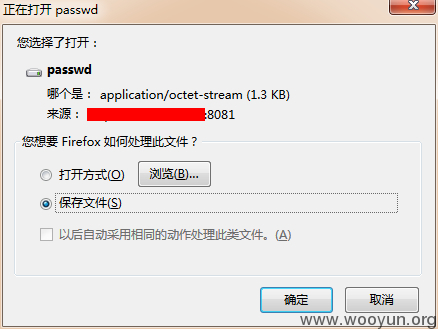 正在打开 passwd
您选择了打开：
passwd
哪个是： application/octet-stream (1.3 KB)
来源： :8081
您想要 Firefox 如何处理此文件？
打开方式(O) 浏览(B)...
保存文件(S)
以后自动采用相同的动作处理此类文件。(A)
确定 取消
www.wooyun.org